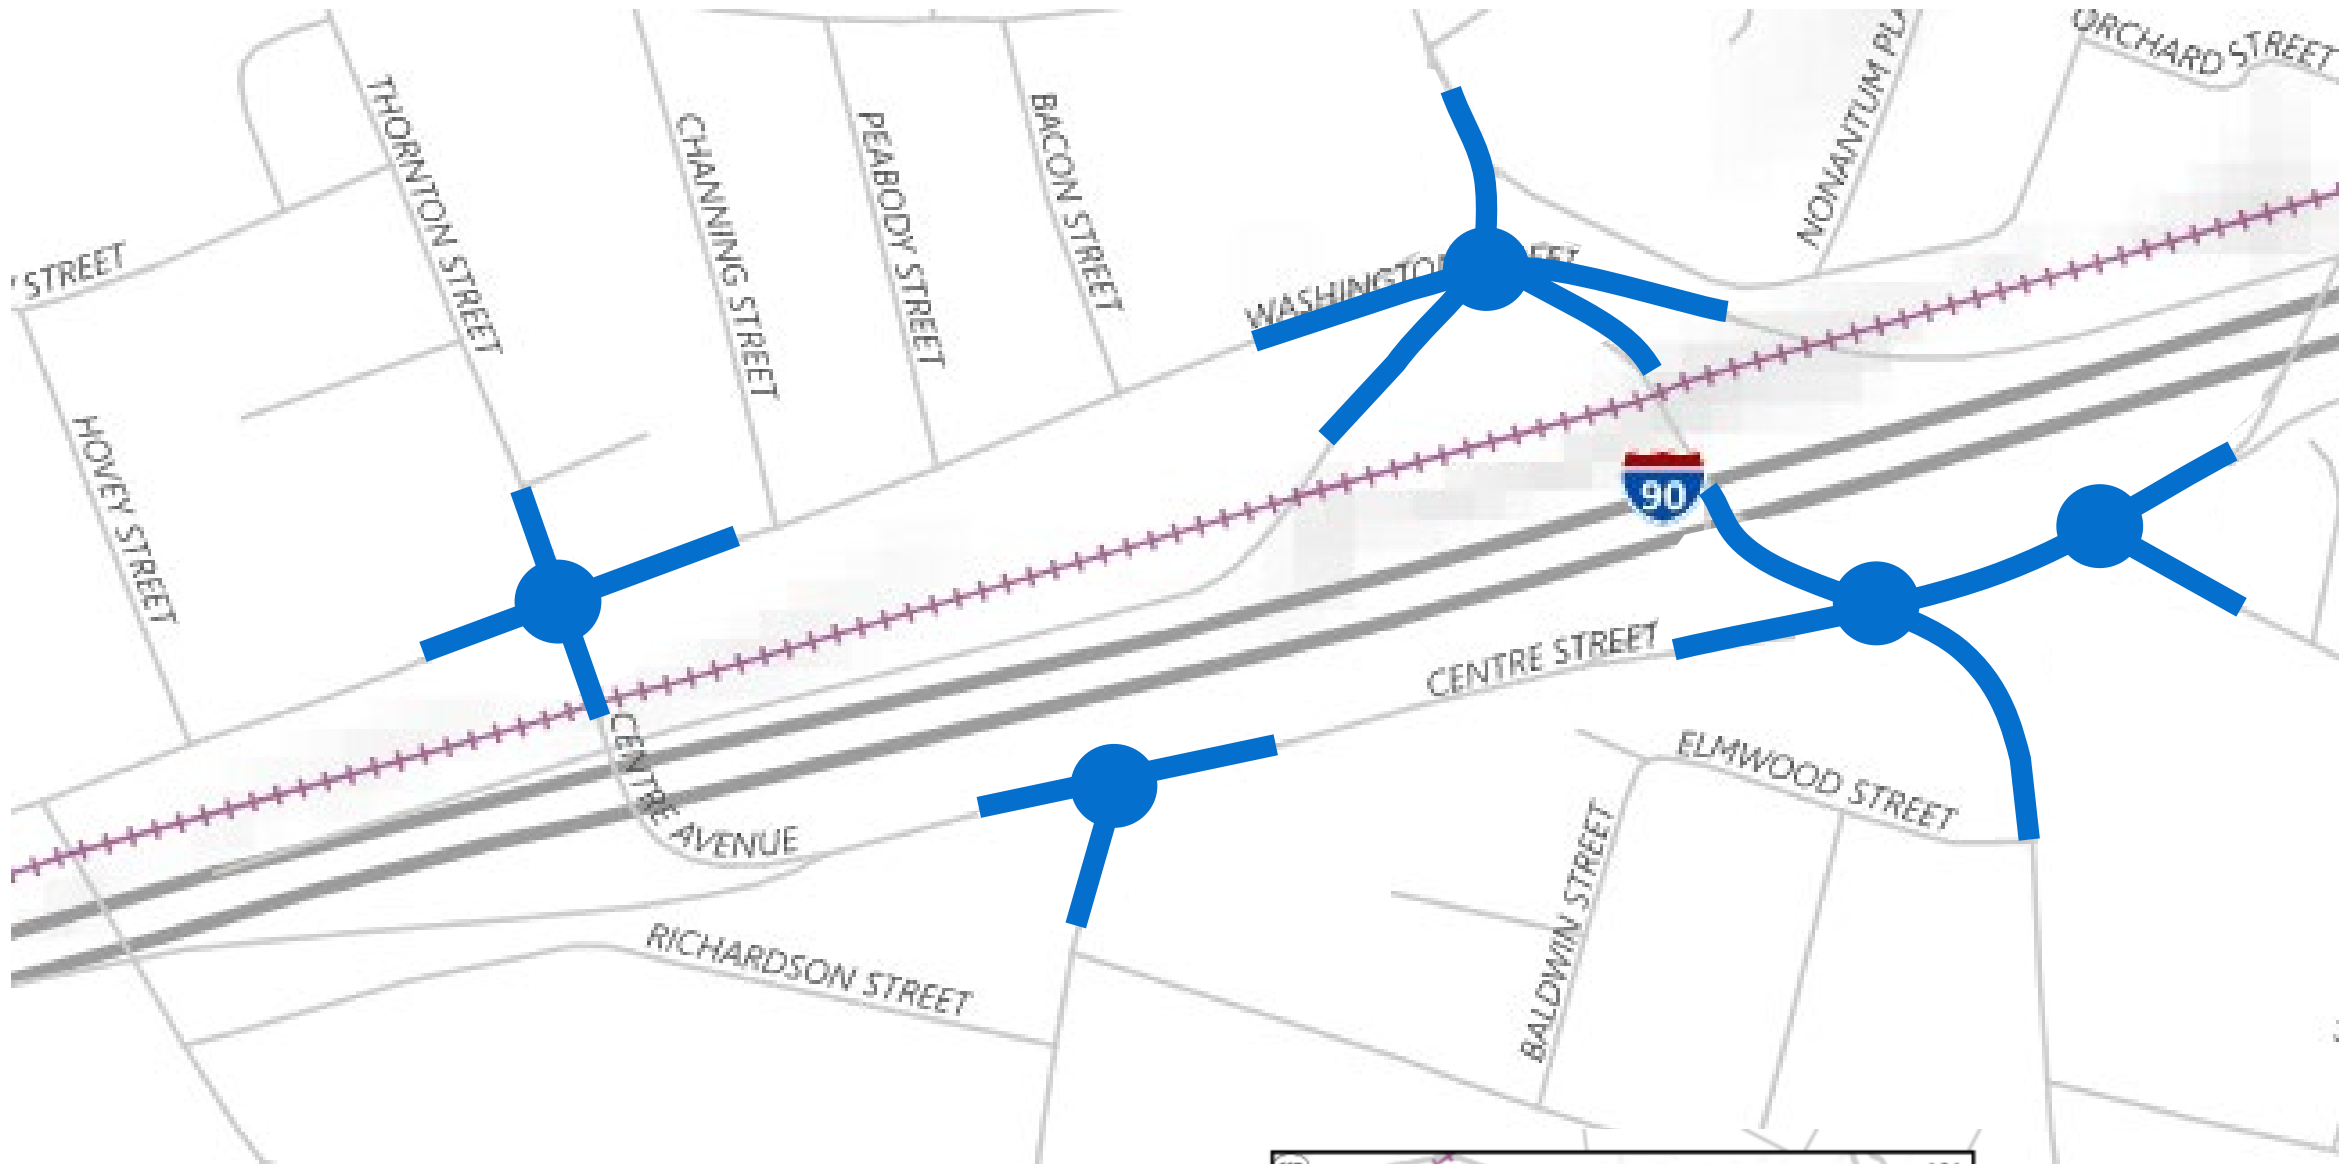 ORCHARD STREET
THORNTON STREET
CHANNING STREET
PEABODY STREET
BACON STREET
STREET
WASHINGTON
HOVEY STREET
90
CENTRE STREET
CENTRE AVENUE
ELMWOOD STREET
BALDWIN STREET
RICHARDSON STREET
NONANTUM